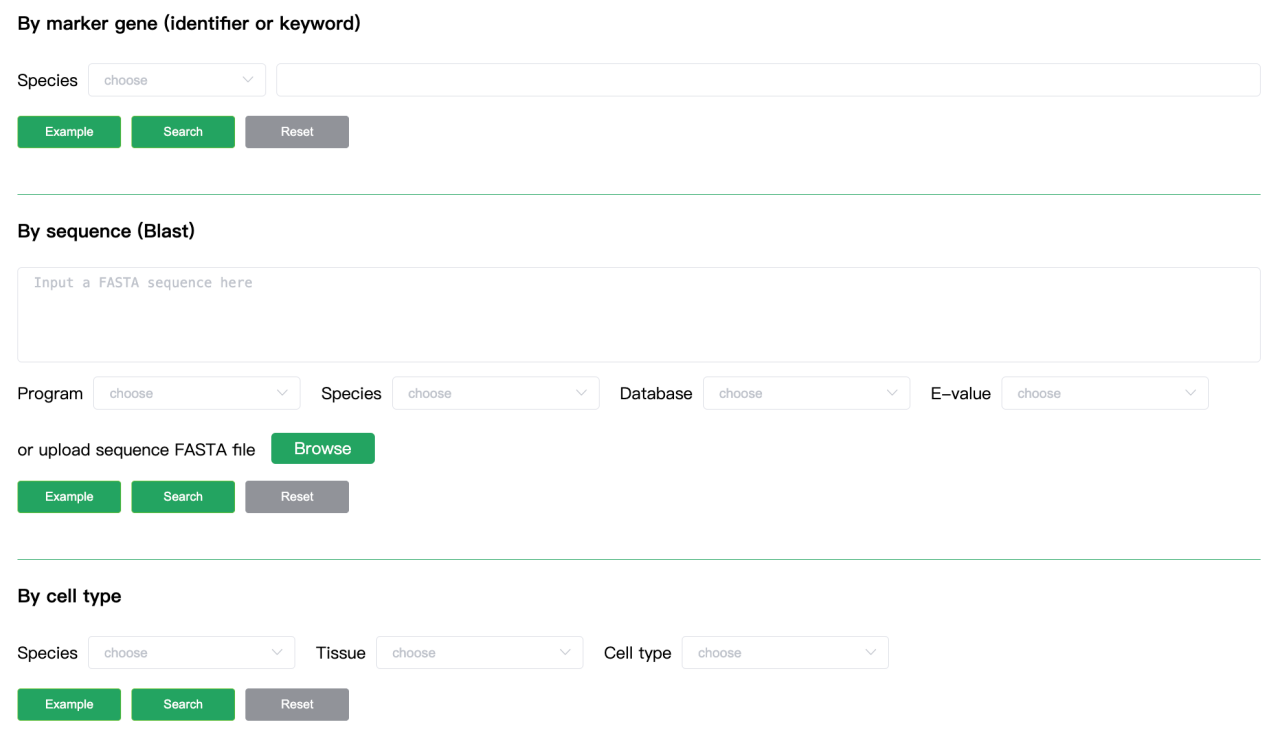 By marker gene (identifier or keyword)
Species choose
Example Search Reset
By sequence (Blast)
Input a FASTA sequence here
Program choose Species choose Database choose E-value choose
or upload sequence FASTA file Browse
Example Search Reset
By cell type
Species choose Tissue choose Cell type choose
Example Search Reset